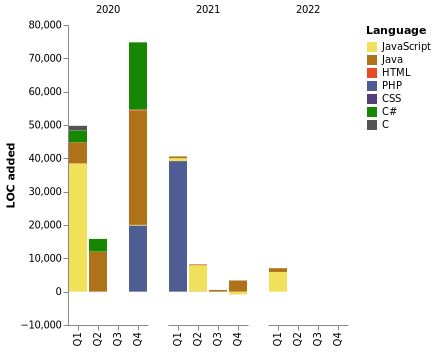 2020
2021
2022
80,000
70,000
60,000
50,000
40,000
30,000
20,000
10,000
0
−10,000
LOC added
Q1
Q2
Q3
Q4
Q1
Q2
Q3
Q4
Q1
Q2
Q3
Q4
Language
JavaScript
Java
HTML
PHP
CSS
C#
C